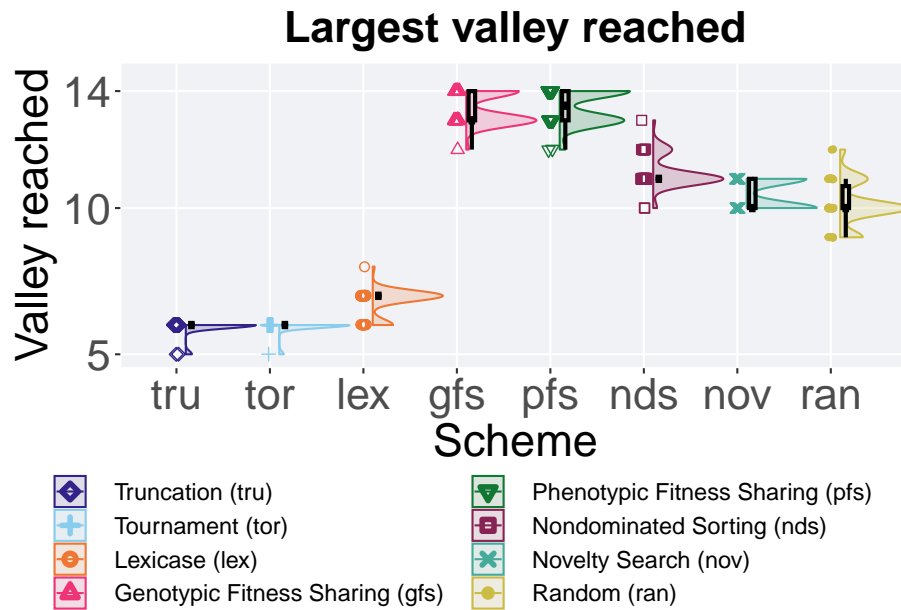 Largest valley reached
Valley reached
14
10
5
tru tor lex gfs pfs nds nov ran
Scheme
Truncation (tru)
Tournament (tor)
Lexicase (lex)
Genotypic Fitness Sharing (gfs)
Phenotypic Fitness Sharing (pfs)
Nondominated Sorting (nds)
Novelty Search (nov)
Random (ran)